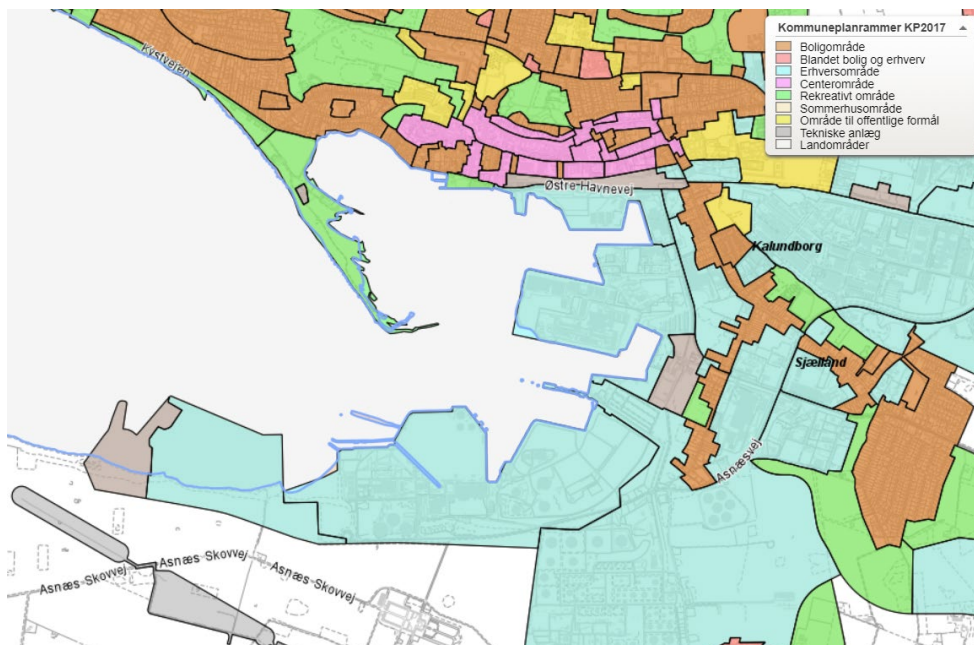 Kommuneplanrammer KP2017
Boligområde
Blandet bolig og erhverv
Erhversområde
Centerområde
Rekreativt område
Sommerhusområde
Område til offentlige formål
Tekniske anlæg
Landområder
Kystvejen
Østre Havnevej
Kalundborg
Sjælland
Asnæsvej
Asnæs Skovvej
Asnæs Skovvej
Asnæs Skovvej